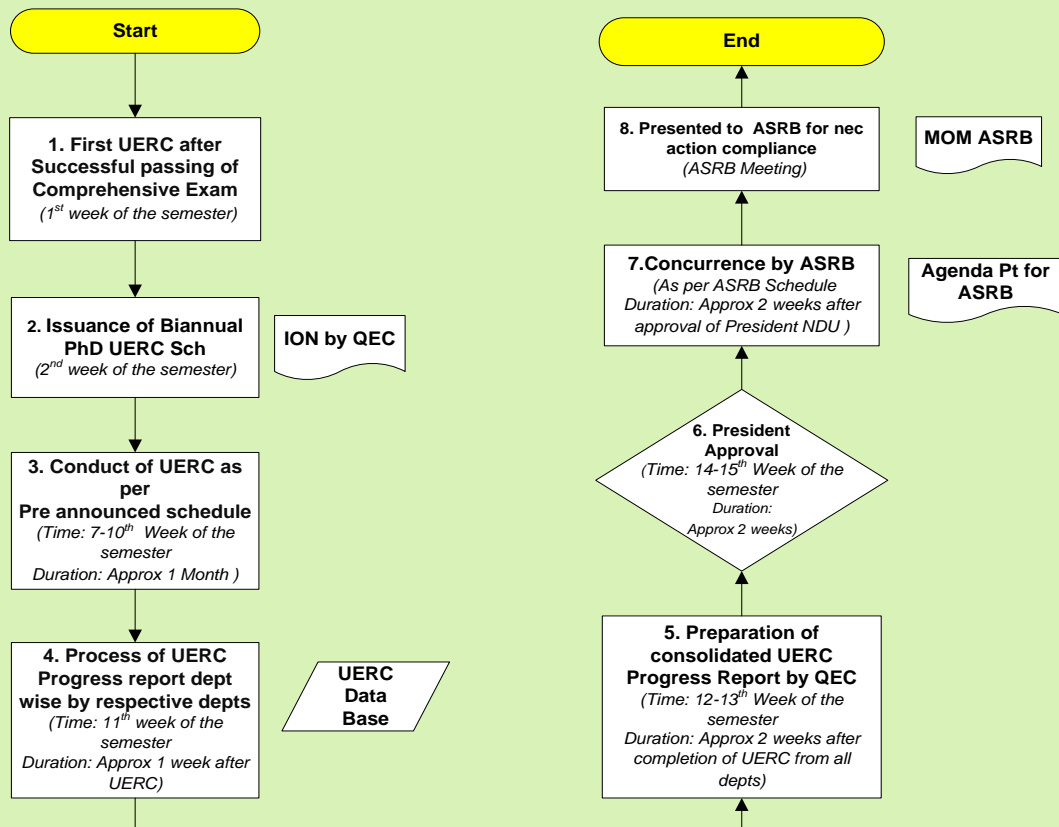 Start
1. First UERC after
Successful passing of
Comprehensive Exam
(1st week of the semester)
2. Issuance of Biannual
PhD UERC Sch
(2nd week of the semester)
ION by QEC
3. Conduct of UERC as
per
Pre announced schedule
(Time: 7-10th Week of the
semester
Duration: Approx 1 Month )
4. Process of UERC
Progress report dept
wise by respective depts
(Time: 11th week of the
semester
Duration: Approx 1 week after
UERC)
UERC
Data
Base
End
8. Presented to ASRB for nec
action compliance
(ASRB Meeting)
MOM ASRB
7.Concurrence by ASRB
(As per ASRB Schedule
Duration: Approx 2 weeks after
approval of President NDU )
Agenda Pt for
ASRB
6. President
Approval
(Time: 14-15th Week of the
semester
Duration:
Approx 2 weeks)
5. Preparation of
consolidated UERC
Progress Report by QEC
(Time: 12-13th Week of the
semester
Duration: Approx 2 weeks after
completion of UERC from all
depts)